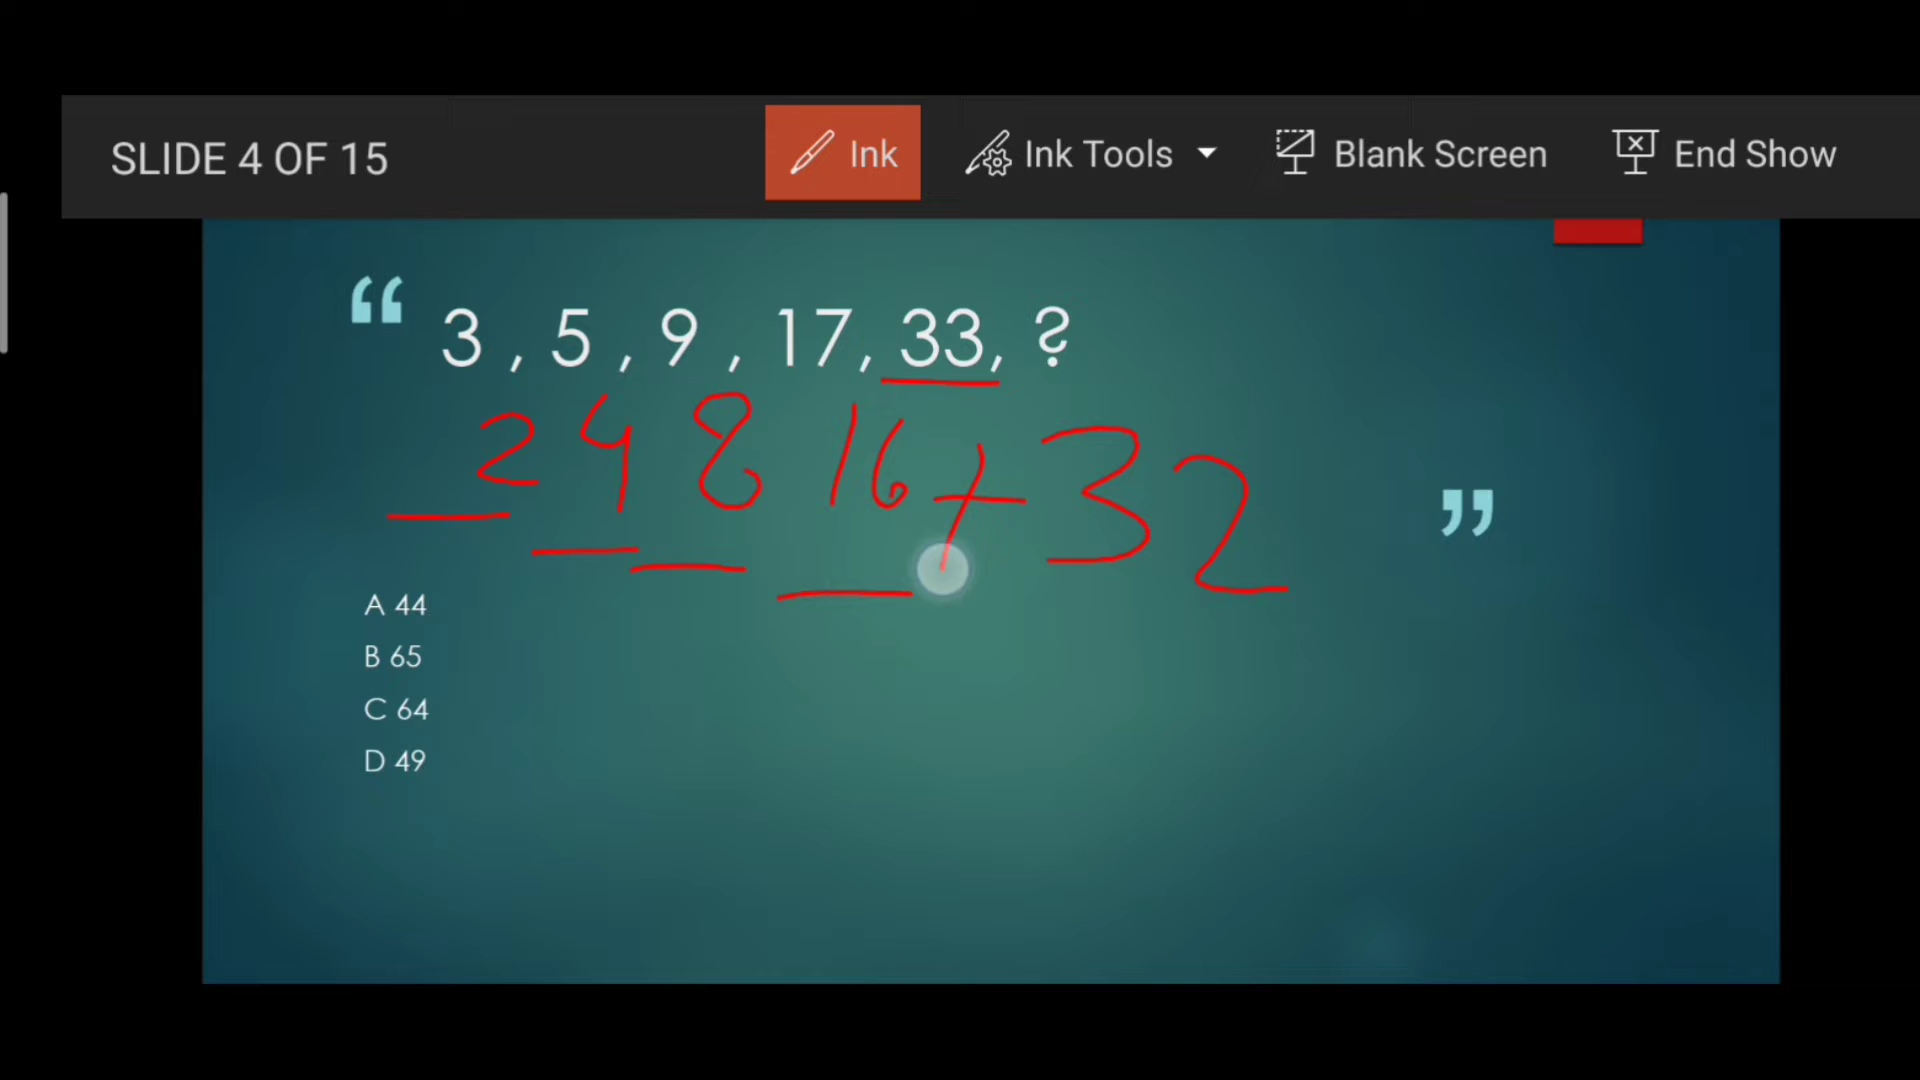 SLIDE 4 OF 15 Ink Ink Tools Blank Screen End Show
“ 3 , 5 , 9 , 17, 33, ?
2 4 8 16 + 32
”
A 44
B 65
C 64
D 49